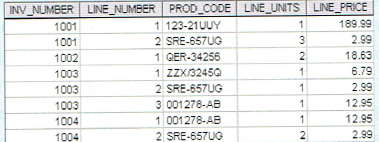 INV_NUMBER LINE_NUMBER PROD_CODE LINE_UNITS LINE_PRICE
1001 1 123-21UUY 1 189.99
1001 2 SRE-657UG 3 2.99
1002 1 QER-34256 2 18.63
1003 1 ZZX/3245Q 1 6.79
1003 2 SRE-657UG 1 2.99
1003 3 001278-AB 1 12.95
1004 1 001278-AB 1 12.95
1004 2 SRE-657UG 2 2.99